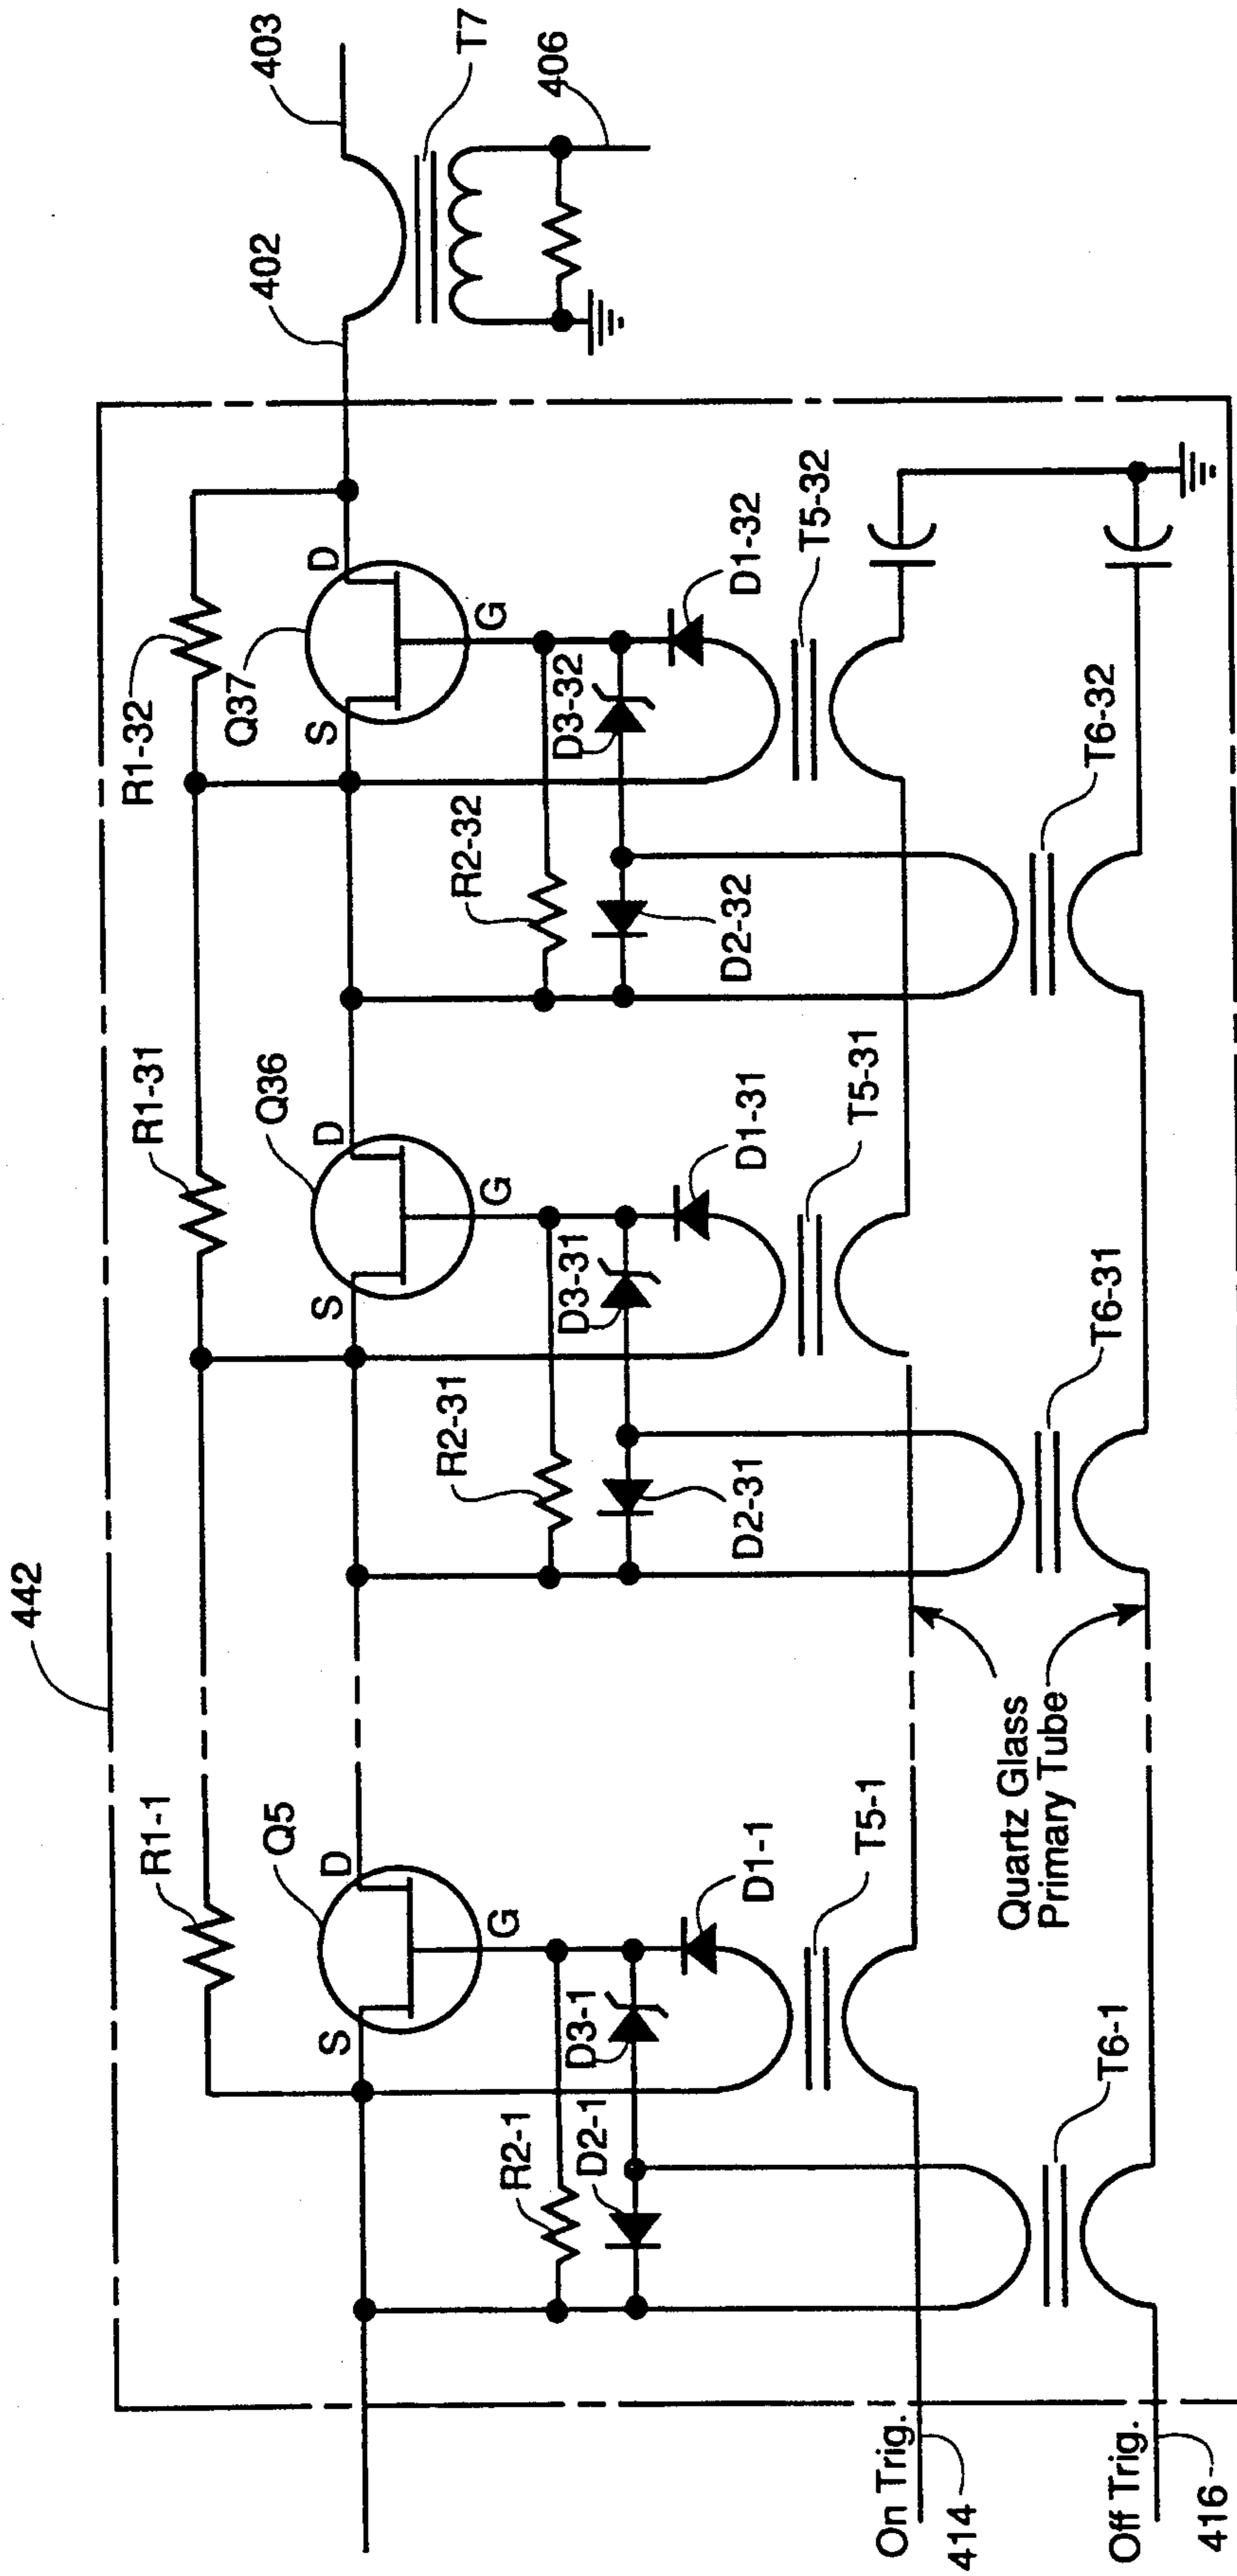 442
R1-1
R1-31
R1-32
402
403
Q5
Q36
Q37
T7
S
D
S
D
S
D
G
G
G
406
R2-1
R2-31
R2-32
D2-1
D3-1
D3-31
D3-32
D2-31
D2-32
D1-1
D1-31
D1-32
T5-1
T5-31
T5-32
On Trig.
414
Quartz Glass
Primary Tube
T6-1
T6-31
T6-32
Off Trig.
416